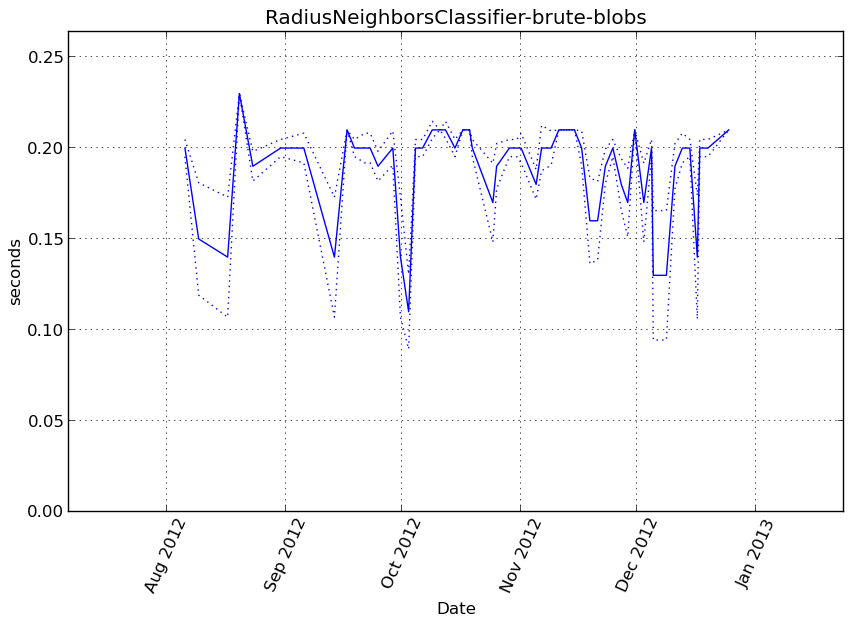 RadiusNeighborsClassifier-brute-blobs
0.25
0.20
0.15
0.10
0.05
0.00
seconds
Aug 2012
Sep 2012
Oct 2012
Nov 2012
Dec 2012
Jan 2013
Date